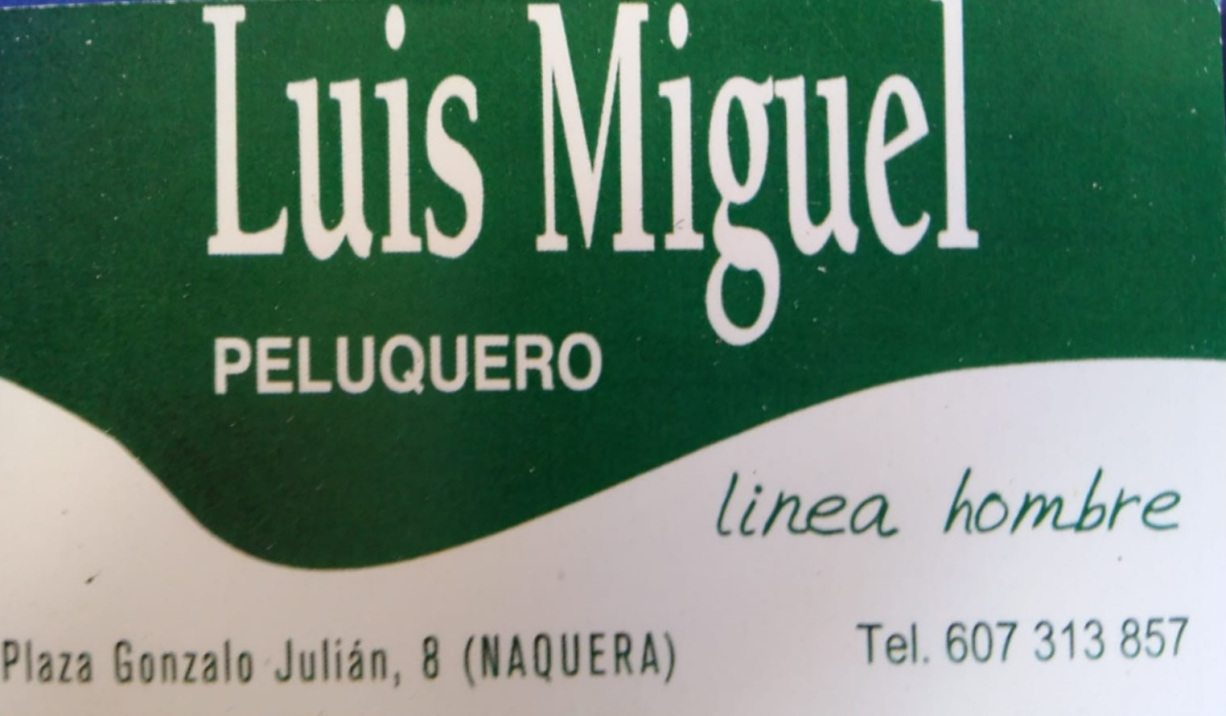 Luis Miguel
PELUQUERO
linea hombre
Plaza Gonzalo Julián, 8 (NAQUERA)
Tel. 607 313 857